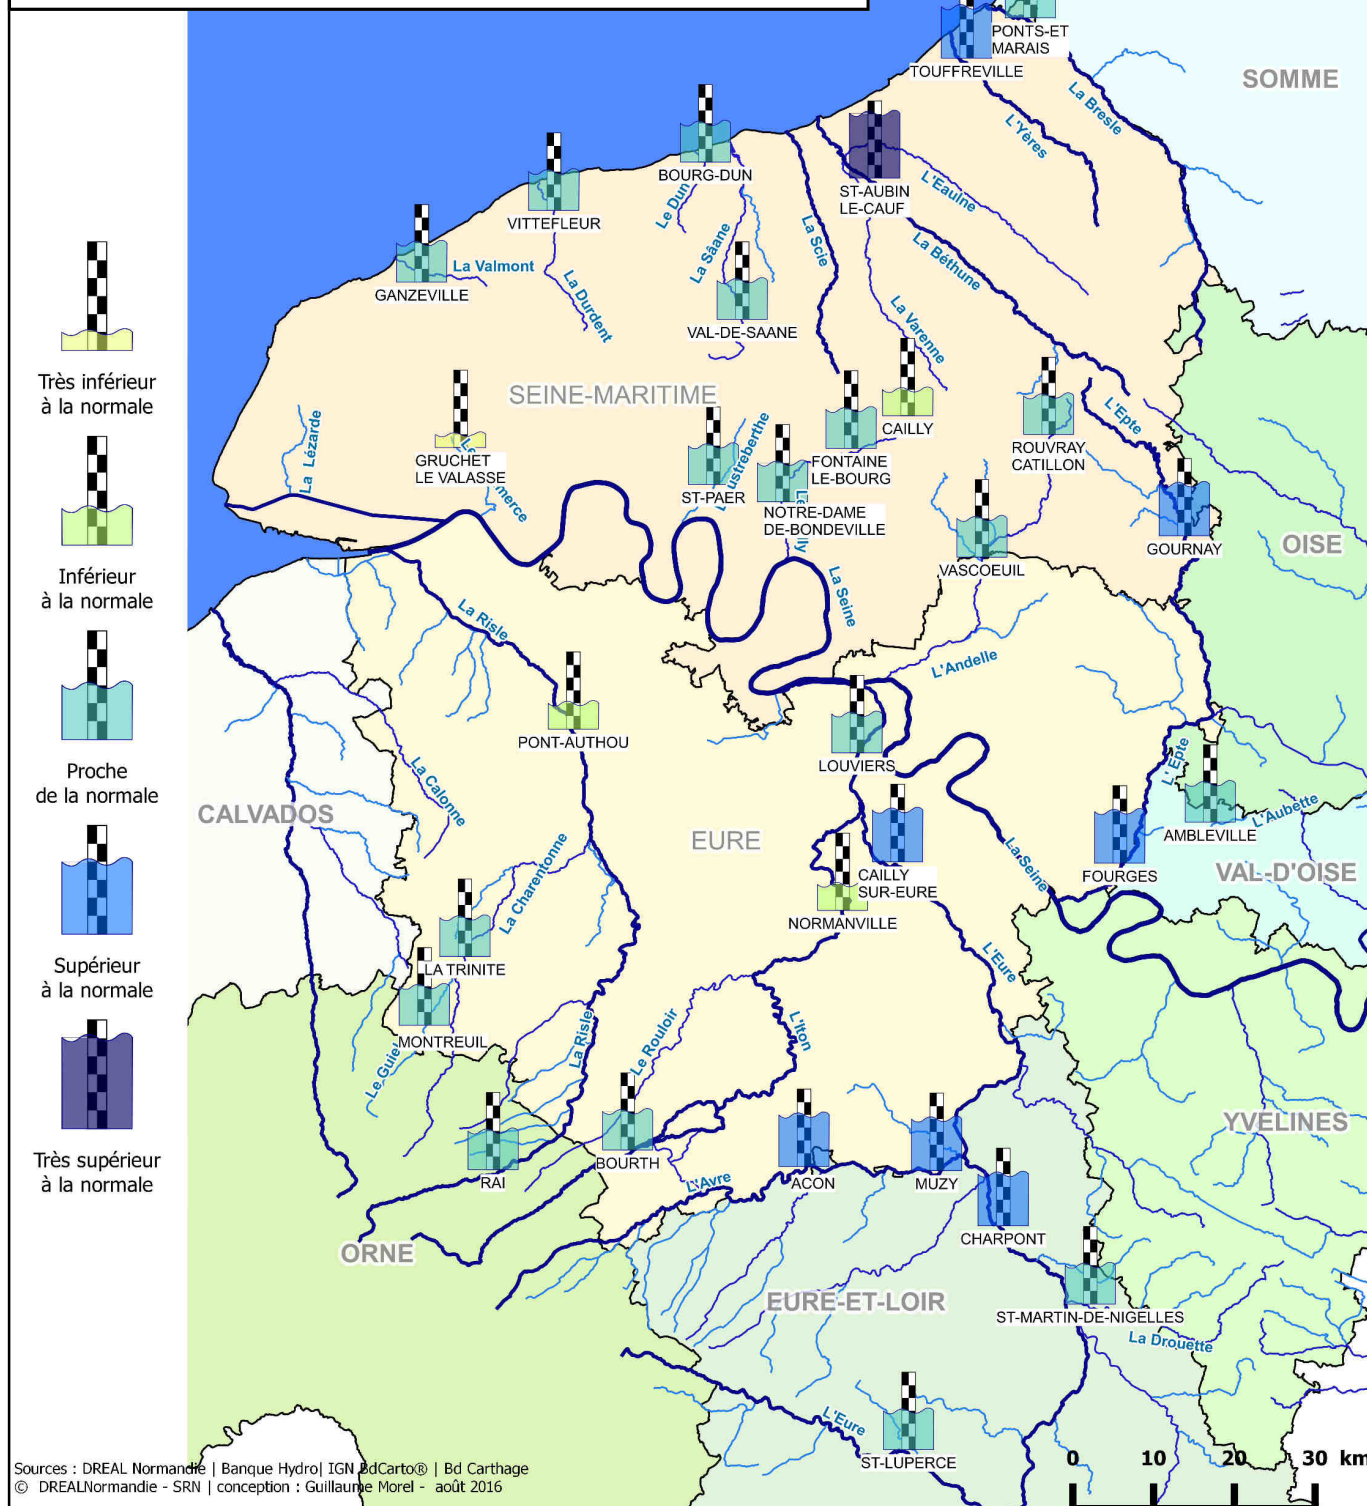 PONTS-ET
MARAIS
TOUFFREVILLE
SOMME
La Bresle
L'Yères
BOURG-DUN
ST-AUBIN
LE-CAUF
L'Eaulne
VITTEFLEUR
Le Dun
La Sâane
La Scie
La Béthune
GANZEVILLE
La Valmont
La Durdent
VAL-DE-SAANE
La Varenne
Très inférieur
à la normale
SEINE-MARITIME
CAILLY
L'Epte
La Lézarde
GRUCHET
LE VALASSE
merce
ST-PAER
ustreberthe
FONTAINE
LE-BOURG
ROUVRAY
CATILLON
NOTRE-DAME
DE-BONDEVILLE
GOURNAY
OISE
VASCOEUIL
Inférieur
à la normale
La Risle
La Seine
L'Andelle
PONT-AUTHOU
LOUVIERS
L'Epte
Proche
de la normale
La Calonne
CALVADOS
EURE
L'Aubette
AMBLEVILLE
La Charentonne
La Seine
CAILLY
SUR-EURE
FOURGES
VAL-D'OISE
NORMANVILLE
Supérieur
à la normale
LA TRINITE
L'Eure
MONTREUIL
Le Guiel
La Risle
Le Rouloir
L'Iton
YVELINES
Très supérieur
à la normale
RAI
BOURTH
L'Avre
ACON
MUZY
CHARPONT
ORNE
EURE-ET-LOIR
ST-MARTIN-DE-NIGELLES
La Drouette
L'Eure
ST-LUPERCE
0 10 20 30 km
Sources : DREAL Normandie | Banque Hydro| IGN BdCarto® | Bd Carthage
© DREALNormandie - SRN | conception : Guillaume Morel - août 2016